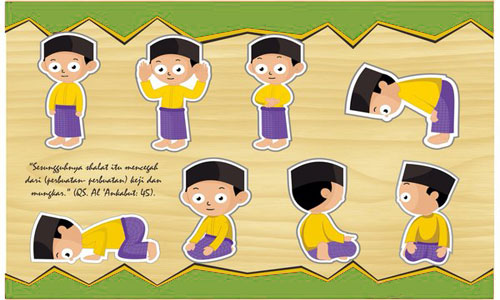 "Sesungguhnya shalat itu mencegah
dari (perbuatan- perbuatan) keji dan
mungkar." (QS. Al 'Ankabut: 45).